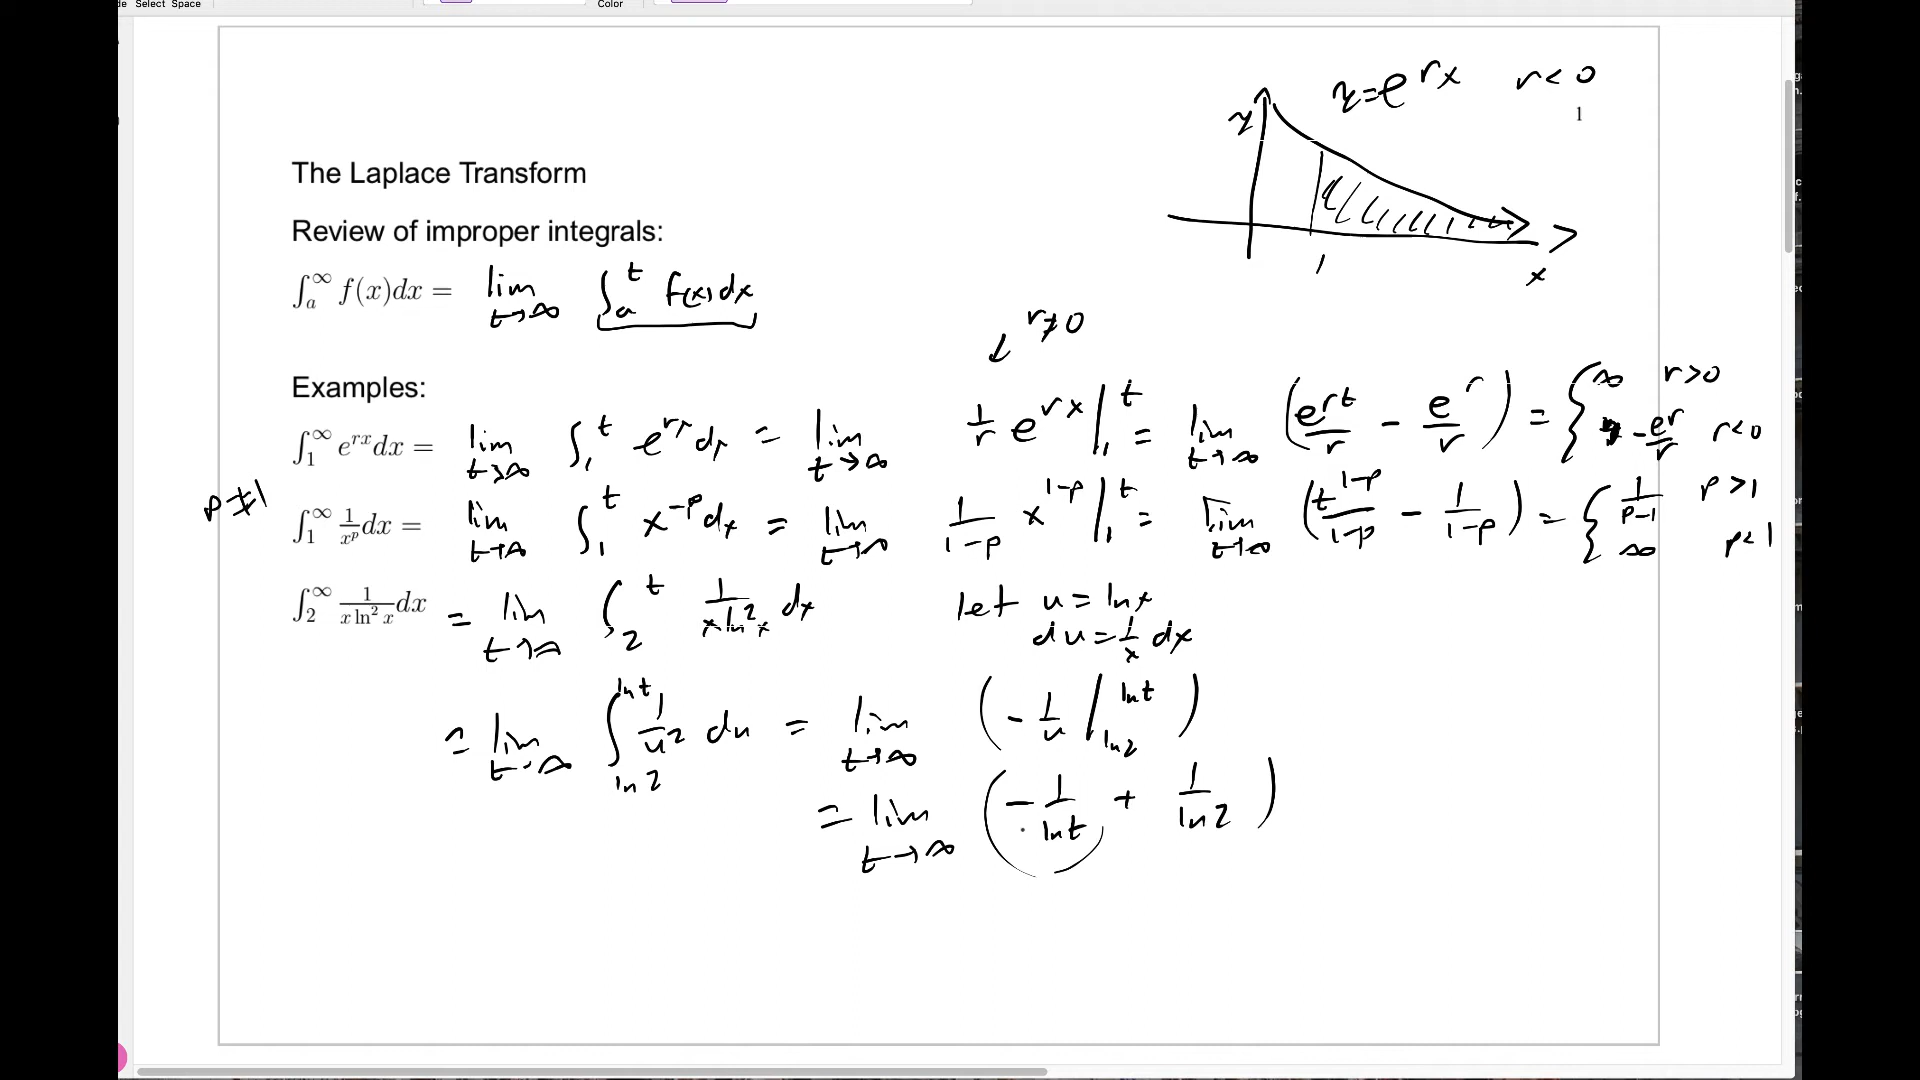 Select Space Color
y = e^{rx} r < 0
1
y
The Laplace Transform
Review of improper integrals:
1 x
∫_a^∞ f(x)dx = lim_{t→∞} ∫_a^t f(x)dx
r ≠ 0
Examples:
∫_1^∞ e^{rx}dx = lim_{t→∞} ∫_1^t e^{rx}dx = lim_{t→∞} 1/r e^{rx} |_1^t = lim_{t→∞} (e^{rt}/r − e^r/r) = { ∞ r > 0
−e^r/r r < 0
p ≠ 1
∫_1^∞ 1/x^p dx = lim_{t→∞} ∫_1^t x^{-p}dx = lim_{t→∞} 1/(1−p) x^{1−p} |_1^t = lim_{t→∞} (t^{1−p}/(1−p) − 1/(1−p)) = { 1/(p−1) p > 1
∞ p < 1
∫_2^∞ 1/(x ln² x) dx = lim_{t→∞} ∫_2^t 1/(x ln² x) dx let u = ln x
du = 1/x dx
= lim_{t→∞} ∫_{ln 2}^{ln t} 1/u² du = lim_{t→∞} (−1/u |_{ln 2}^{ln t})
= lim_{t→∞} (−1/ln t + 1/ln 2)